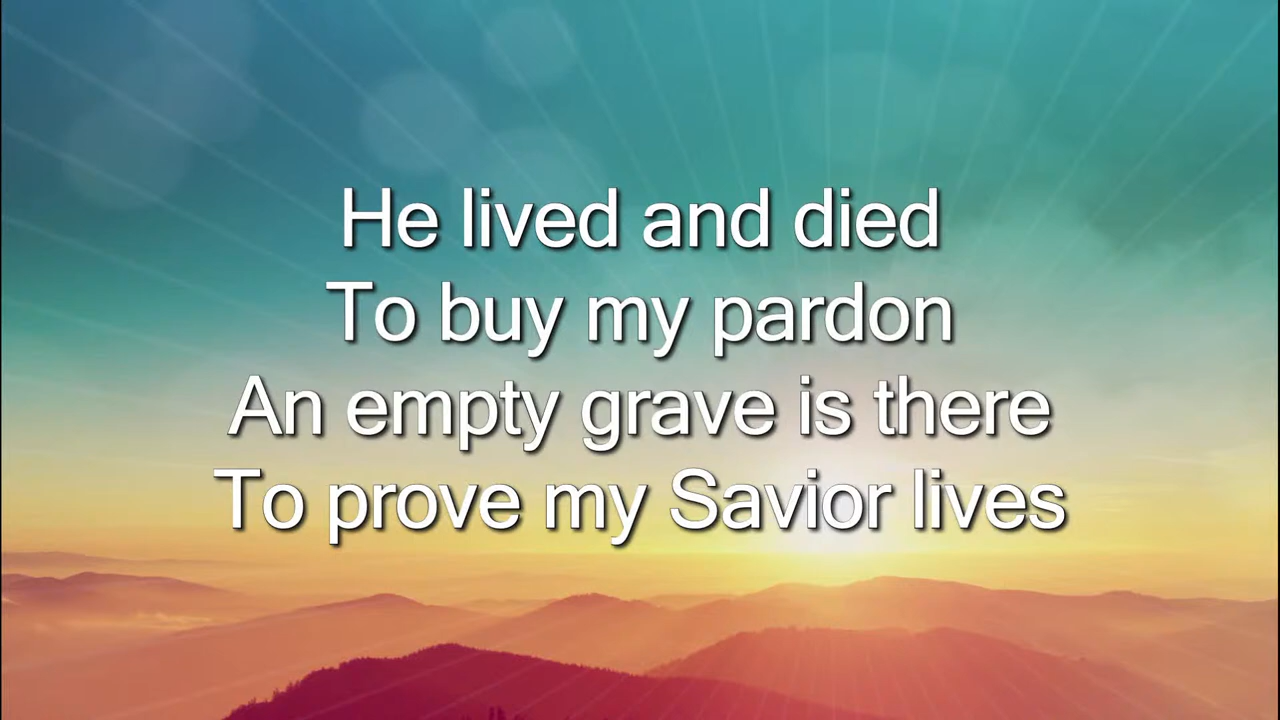 He lived and died
To buy my pardon
An empty grave is there
To prove my Savior lives